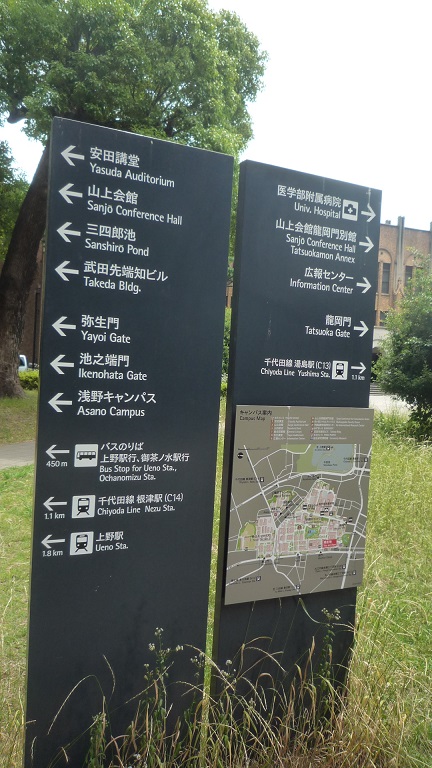 安田講堂
Yasuda Auditorium
山上会館
Sanjō Conference Hall
三四郎池
Sanshirō Pond
武田先端知ビル
Takeda Bldg.
弥生門
Yayoi Gate
池之端門
Ikenohata Gate
浅野キャンパス
Asano Campus
バスのりば
上野駅行、御茶ノ水駅行
450 m
Bus Stop for Ueno Sta.,
Ochanomizu Sta.
千代田線 根津駅(C14)
1.1 km
Chiyoda Line Nezu Sta.
上野駅
1.8 km
Ueno Sta.
医学部附属病院
Univ. Hospital
山上会館龍岡門別館
Sanjō Conference Hall
Tatsuokamon Annex
広報センター
Information Center
龍岡門
Tatsuoka Gate
千代田線 湯島駅(C13)
Chiyoda Line Yushima Sta.
1.1 km
キャンパス案内
Campus Map